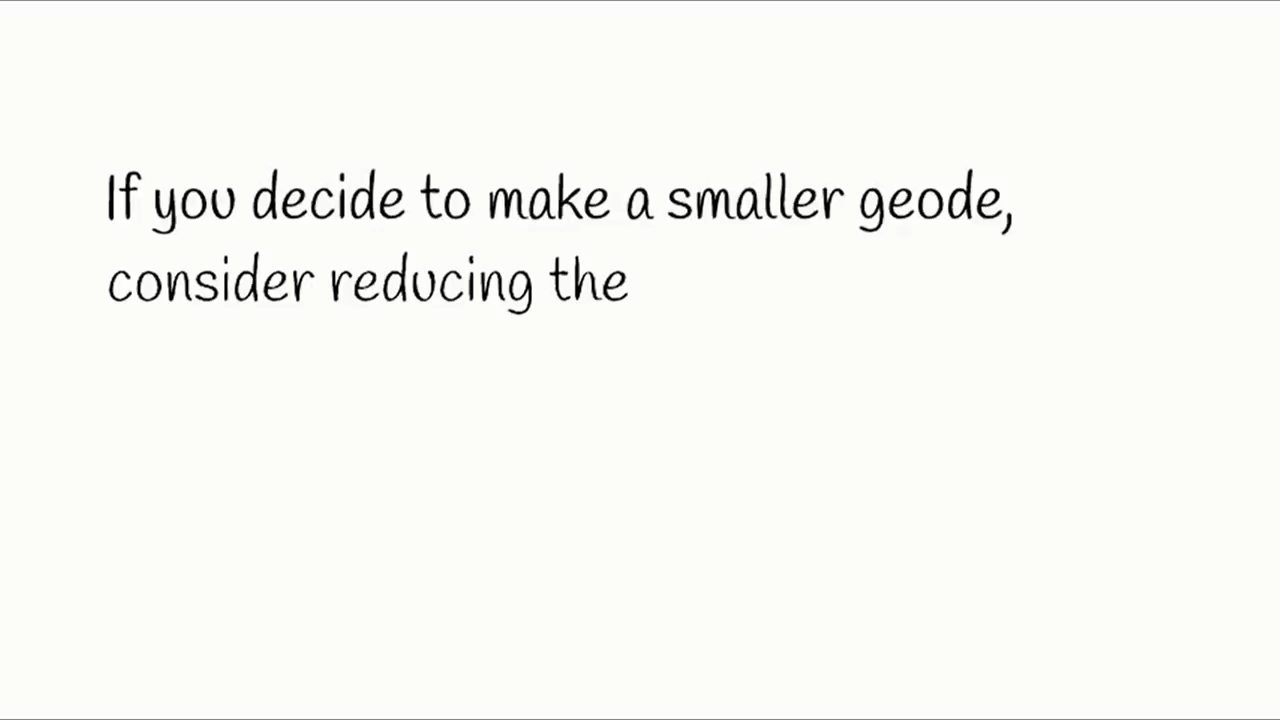 If you decide to make a smaller geode,
consider reducing the